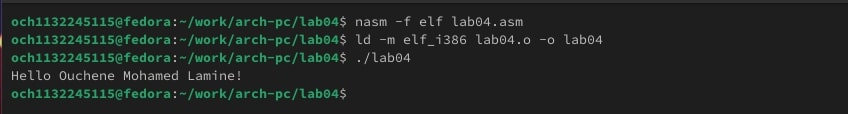 och1132245115@fedora:~/work/arch-pc/lab04$ nasm -f elf lab04.asm
och1132245115@fedora:~/work/arch-pc/lab04$ ld -m elf_i386 lab04.o -o lab04
och1132245115@fedora:~/work/arch-pc/lab04$ ./lab04
Hello Ouchene Mohamed Lamine!
och1132245115@fedora:~/work/arch-pc/lab04$